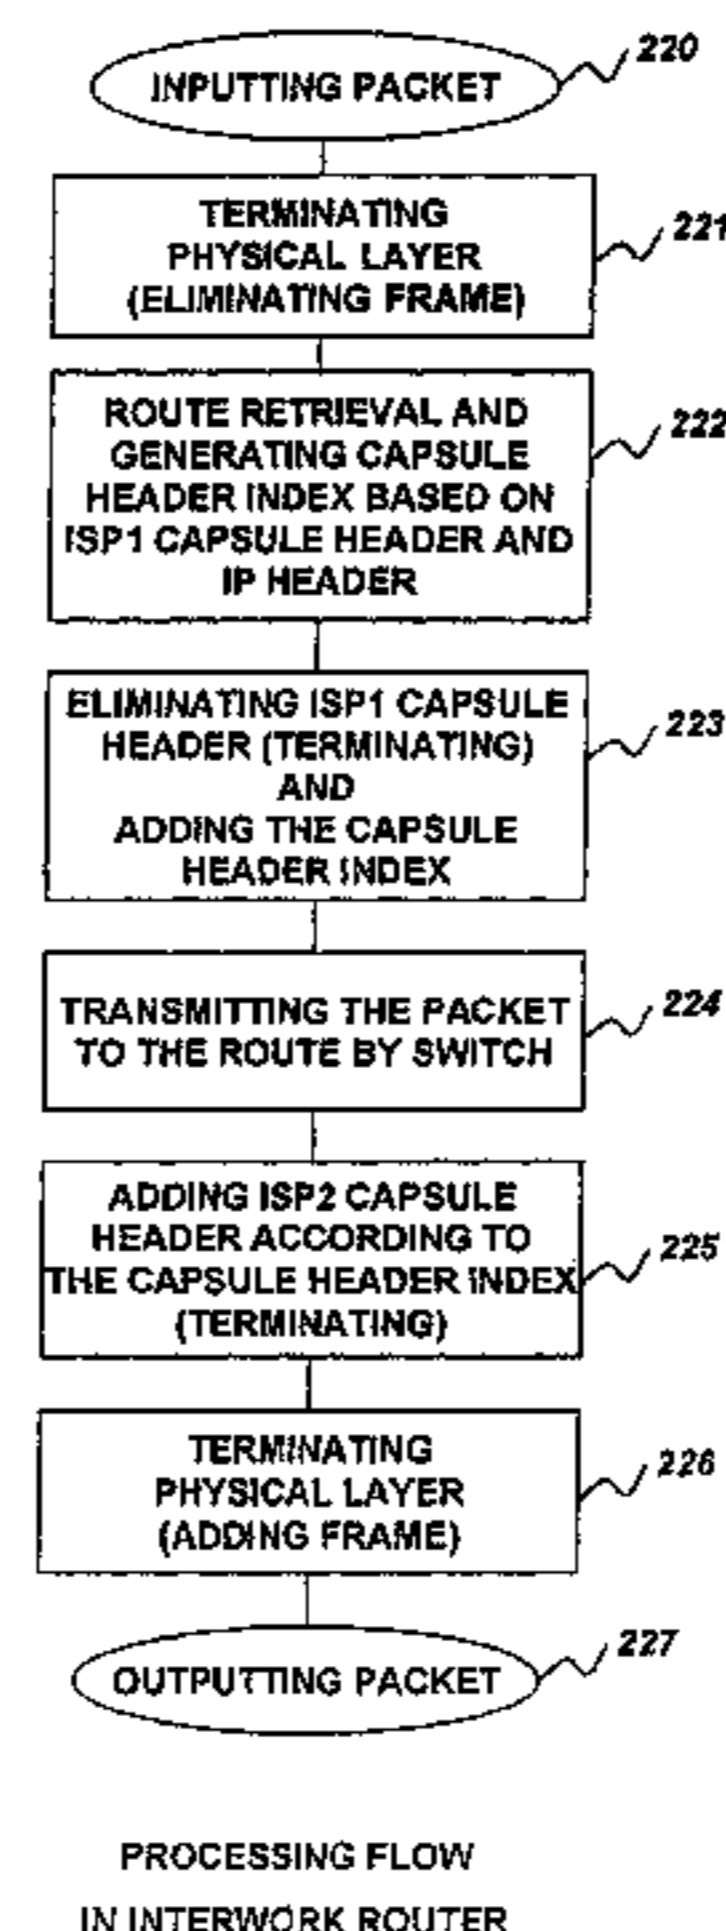 INPUTTING PACKET
220
TERMINATING
PHYSICAL LAYER
(ELIMINATING FRAME)
221
ROUTE RETRIEVAL AND
GENERATING CAPSULE
HEADER INDEX BASED ON
ISP1 CAPSULE HEADER AND
IP HEADER
222
ELIMINATING ISP1 CAPSULE
HEADER (TERMINATING)
AND
ADDING THE CAPSULE
HEADER INDEX
223
TRANSMITTING THE PACKET
TO THE ROUTE BY SWITCH
224
ADDING ISP2 CAPSULE
HEADER ACCORDING TO
THE CAPSULE HEADER INDEX
(TERMINATING)
225
TERMINATING
PHYSICAL LAYER
(ADDING FRAME)
226
OUTPUTTING PACKET
227
PROCESSING FLOW
IN INTERWORK ROUTER